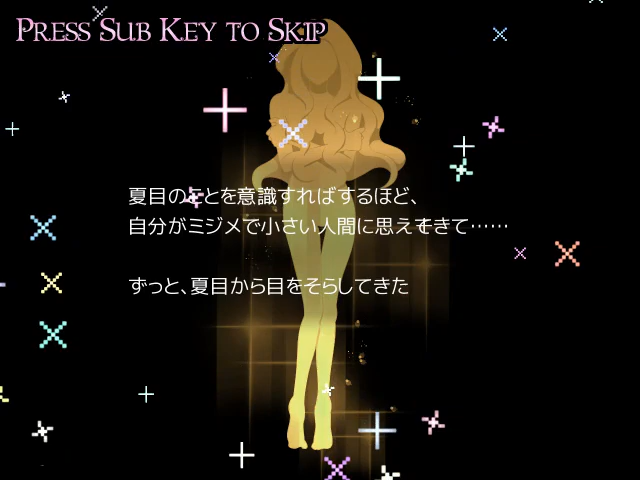 PRESS SUB KEY TO SKIP
夏目のことを意識すればするほど、
自分がミジメで小さい人間に思えてきて……
ずっと、夏目から目をそらしてきた